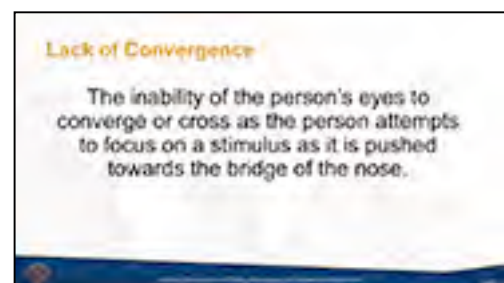 Lack of Convergence
The inability of the person's eyes to
converge or cross as the person attempts
to focus on a stimulus as it is pushed
towards the bridge of the nose.